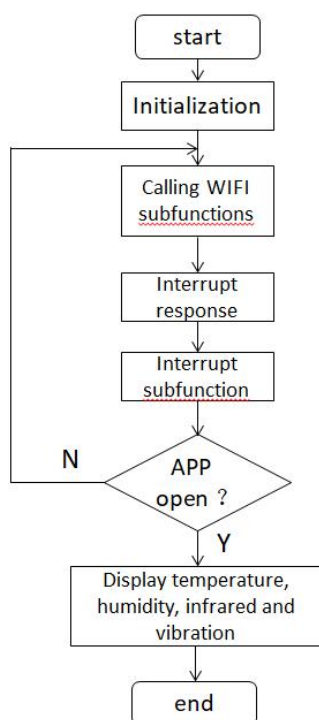 start
Initialization
Calling WIFI
subfunctions
Interrupt
response
Interrupt
subfunction
N
APP
open ?
Y
Display temperature,
humidity, infrared and
vibration
end